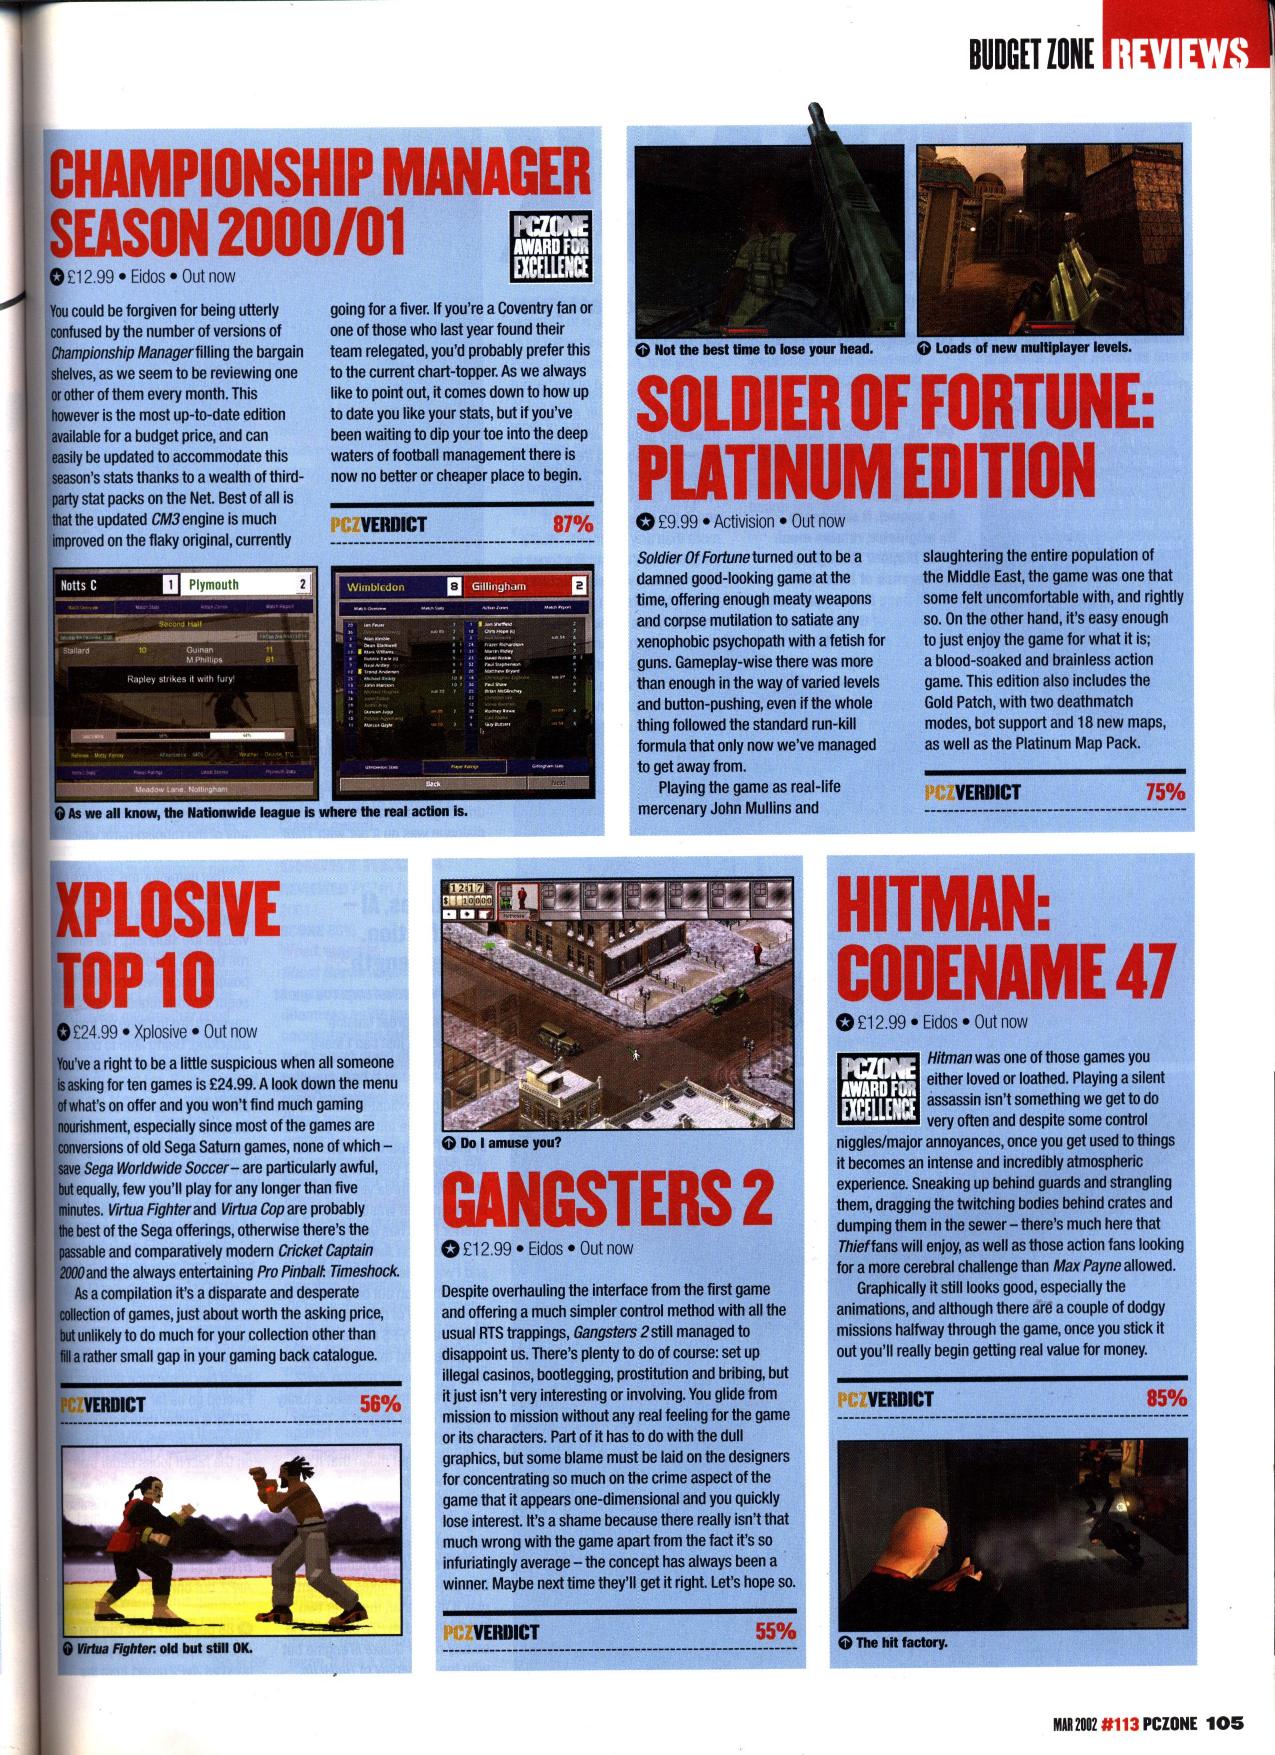 BUDGET ZONE REVIEWS
CHAMPIONSHIP MANAGER
SEASON 2000/01
PCZONE
AWARD FOR
EXCELLENCE
£12.99 • Eidos • Out now
You could be forgiven for being utterly
confused by the number of versions of
Championship Manager filling the bargain
shelves, as we seem to be reviewing one
or other of them every month. This
however is the most up-to-date edition
available for a budget price, and can
easily be updated to accommodate this
season's stats thanks to a wealth of third-
party stat packs on the Net. Best of all is
that the updated CM3 engine is much
improved on the flaky original, currently
going for a fiver. If you're a Coventry fan or
one of those who last year found their
team relegated, you'd probably prefer this
to the current chart-topper. As we always
like to point out, it comes down to how up
to date you like your stats, but if you've
been waiting to dip your toe into the deep
waters of football management there is
now no better or cheaper place to begin.
PCZVERDICT 87%
Notts C 1 Plymouth 2
Second Half
Stallard 10 Guinan 11
M.Phillips 61
Rapley strikes it with fury!
Meadow Lane, Nottingham
Wimbledon 8 Gillingham 2
Match Overview Match Stats Action Zones Match Report
Wimbledon Stats Player Ratings Gillingham Stats
Back Next
As we all know, the Nationwide league is where the real action is.
Not the best time to lose your head.
Loads of new multiplayer levels.
SOLDIER OF FORTUNE:
PLATINUM EDITION
£9.99 • Activision • Out now
Soldier Of Fortune turned out to be a
damned good-looking game at the
time, offering enough meaty weapons
and corpse mutilation to satiate any
xenophobic psychopath with a fetish for
guns. Gameplay-wise there was more
than enough in the way of varied levels
and button-pushing, even if the whole
thing followed the standard run-kill
formula that only now we've managed
to get away from.
Playing the game as real-life
mercenary John Mullins and
slaughtering the entire population of
the Middle East, the game was one that
some felt uncomfortable with, and rightly
so. On the other hand, it's easy enough
to just enjoy the game for what it is;
a blood-soaked and brainless action
game. This edition also includes the
Gold Patch, with two deathmatch
modes, bot support and 18 new maps,
as well as the Platinum Map Pack.
PCZVERDICT 75%
XPLOSIVE
TOP 10
£24.99 • Xplosive • Out now
You've a right to be a little suspicious when all someone
is asking for ten games is £24.99. A look down the menu
of what's on offer and you won't find much gaming
nourishment, especially since most of the games are
conversions of old Sega Saturn games, none of which –
save Sega Worldwide Soccer – are particularly awful,
but equally, few you'll play for any longer than five
minutes. Virtua Fighter and Virtua Cop are probably
the best of the Sega offerings, otherwise there's the
passable and comparatively modern Cricket Captain
2000 and the always entertaining Pro Pinball: Timeshock.
As a compilation it's a disparate and desperate
collection of games, just about worth the asking price,
but unlikely to do much for your collection other than
fill a rather small gap in your gaming back catalogue.
PCZVERDICT 56%
Virtua Fighter: old but still OK.
12:17
$ 10000
Do I amuse you?
GANGSTERS 2
£12.99 • Eidos • Out now
Despite overhauling the interface from the first game
and offering a much simpler control method with all the
usual RTS trappings, Gangsters 2 still managed to
disappoint us. There's plenty to do of course: set up
illegal casinos, bootlegging, prostitution and bribing, but
it just isn't very interesting or involving. You glide from
mission to mission without any real feeling for the game
or its characters. Part of it has to do with the dull
graphics, but some blame must be laid on the designers
for concentrating so much on the crime aspect of the
game that it appears one-dimensional and you quickly
lose interest. It's a shame because there really isn't that
much wrong with the game apart from the fact it's so
infuriatingly average – the concept has always been a
winner. Maybe next time they'll get it right. Let's hope so.
PCZVERDICT 55%
HITMAN:
CODENAME 47
£12.99 • Eidos • Out now
PCZONE
AWARD FOR
EXCELLENCE
Hitman was one of those games you
either loved or loathed. Playing a silent
assassin isn't something we get to do
very often and despite some control
niggles/major annoyances, once you get used to things
it becomes an intense and incredibly atmospheric
experience. Sneaking up behind guards and strangling
them, dragging the twitching bodies behind crates and
dumping them in the sewer – there's much here that
Thief fans will enjoy, as well as those action fans looking
for a more cerebral challenge than Max Payne allowed.
Graphically it still looks good, especially the
animations, and although there are a couple of dodgy
missions halfway through the game, once you stick it
out you'll really begin getting real value for money.
PCZVERDICT 85%
The hit factory.
MAR 2002 #113 PCZONE 105